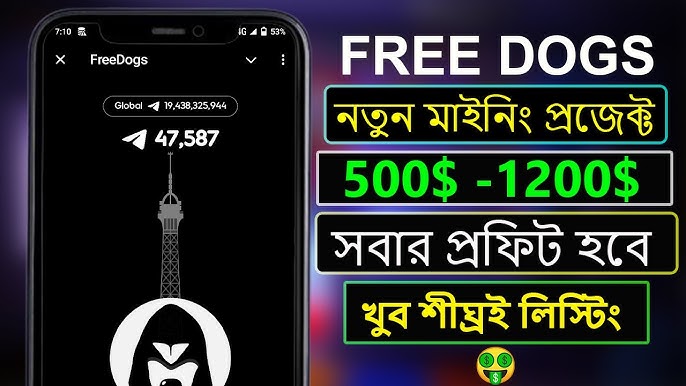 7:10 4G 53%
FreeDogs
Global 19,438,325,944
47,587
FREE DOGS
নতুন মাইনিং প্রজেক্ট
500$ -1200$
সবার প্রফিট হবে
খুব শীঘ্রই লিস্টিং